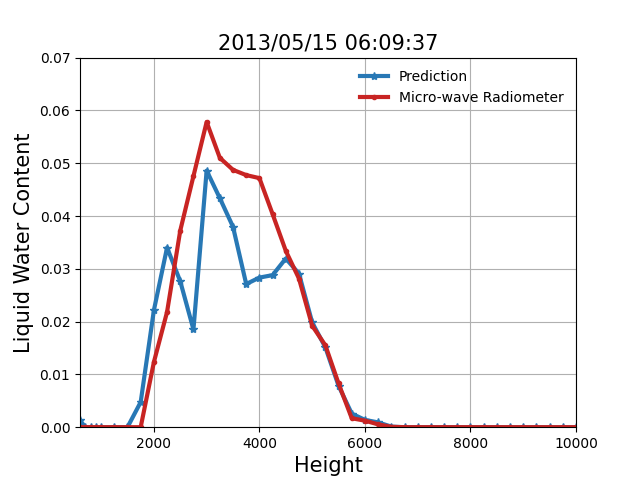 2013/05/15 06:09:37
0.07
0.06
0.05
0.04
0.03
0.02
0.01
0.00
Liquid Water Content
Prediction
Micro-wave Radiometer
2000 4000 6000 8000 10000
Height